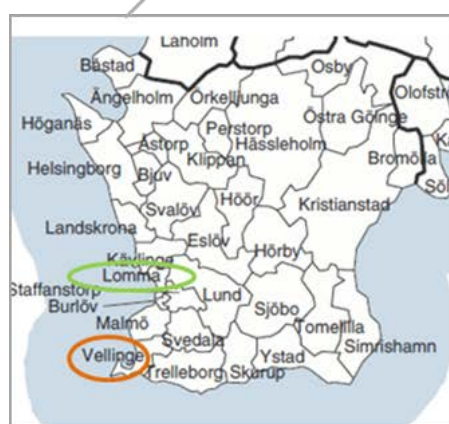 Laholm
Båstad
Osby
Ängelholm
Örkelljunga
Olofstr
Höganäs
Perstorp
Östra Göinge
Åstorp
Hässleholm
Klippan
Bromölla
Helsingborg
Bjuv
Höör
Kristianstad
Svalöv
Landskrona
Eslöv
Hörby
Kävlinge
Lomma
Staffanstorp
Lund
Burlöv
Sjöbo
Malmö
Tomelilla
Svedala
Simrishamn
Vellinge
Ystad
Trelleborg
Skurup